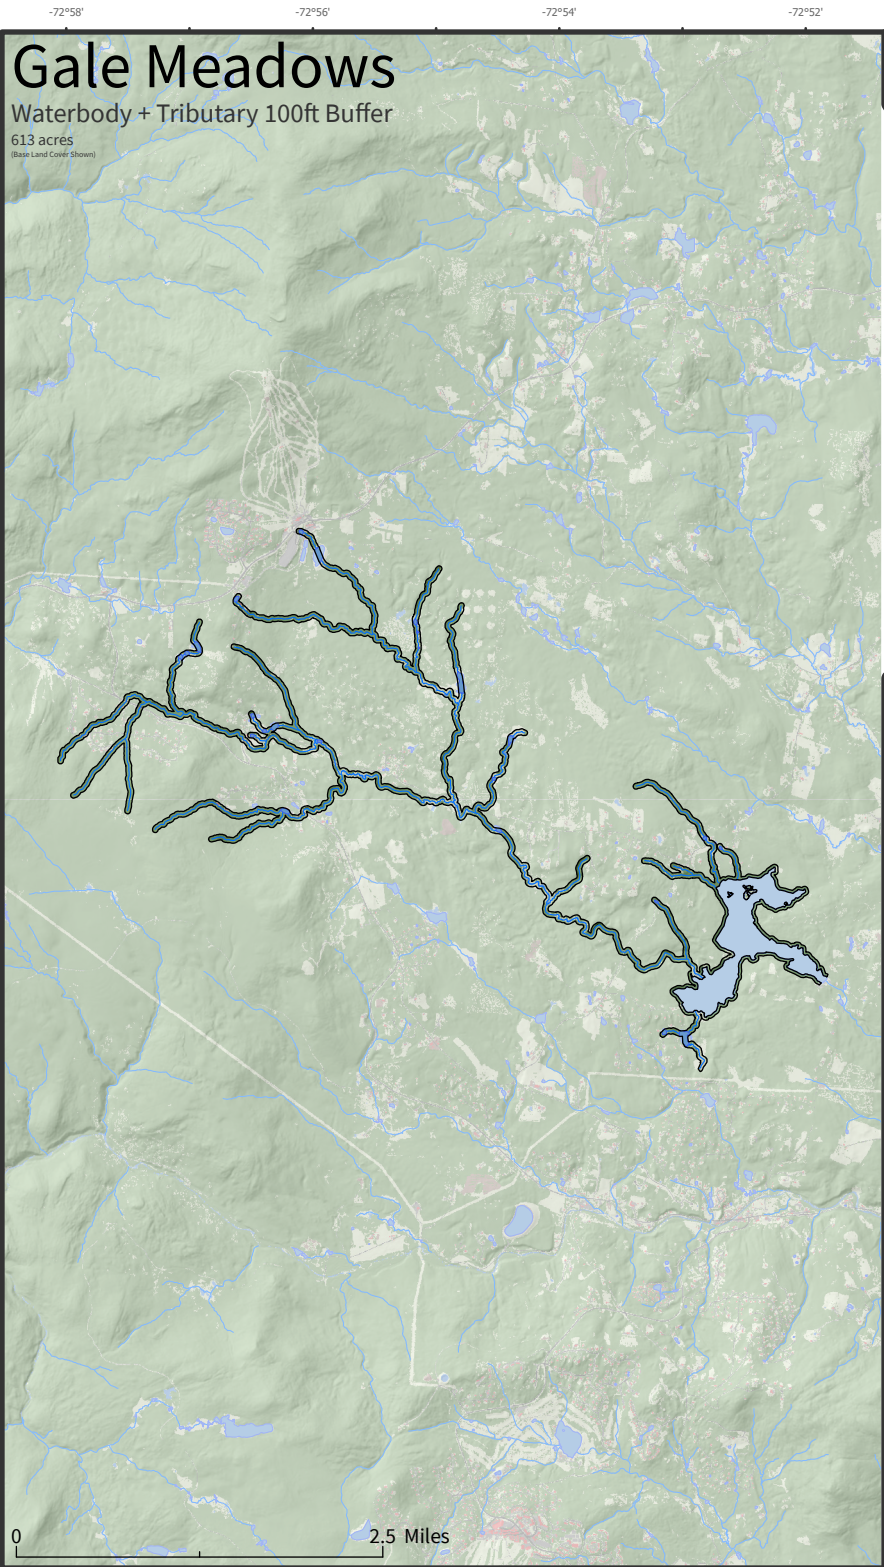 -72°58' -72°56' -72°54' -72°52'
Gale Meadows
Waterbody + Tributary 100ft Buffer
613 acres
(Base Land Cover Shown)
0 2.5 Miles